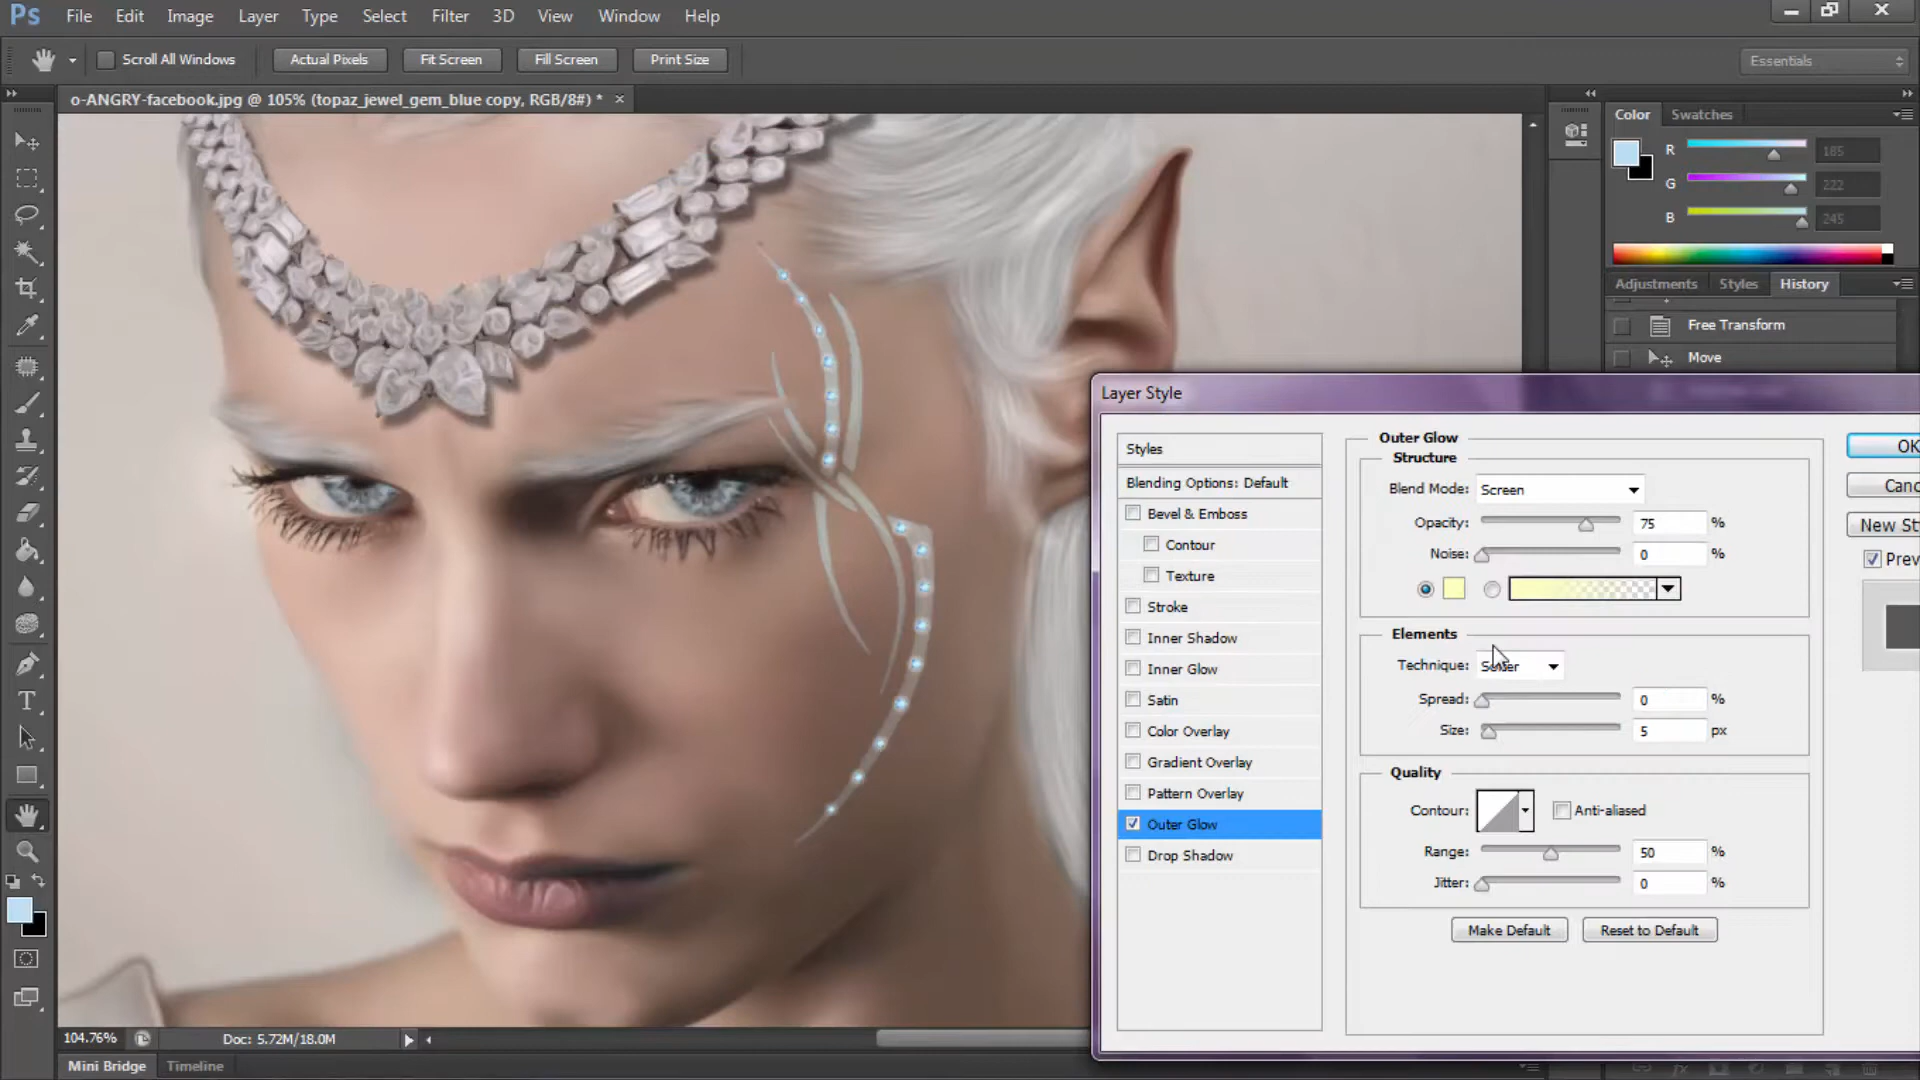 Ps File Edit Image Layer Type Select Filter 3D View Window Help
Scroll All Windows Actual Pixels Fit Screen Fill Screen Print Size Essentials
o-ANGRY-facebook.jpg @ 105% (topaz_jewel_gem_blue copy, RGB/8#) * ×
Color Swatches
R 185
G 222
B 245
Adjustments Styles History
Free Transform
Move
Layer Style
Styles
Blending Options: Default
Bevel & Emboss
Contour
Texture
Stroke
Inner Shadow
Inner Glow
Satin
Color Overlay
Gradient Overlay
Pattern Overlay
Outer Glow
Drop Shadow
Outer Glow
Structure
Blend Mode: Screen
Opacity: 75 %
Noise: 0 %
Elements
Technique:
Spread: 0 %
Size: 5 px
Quality
Contour: Anti-aliased
Range: 50 %
Jitter: 0 %
Make Default Reset to Default
OK
Canc
New St
Prev
T
104.76% Doc: 5.72M/18.0M
Mini Bridge Timeline
fx